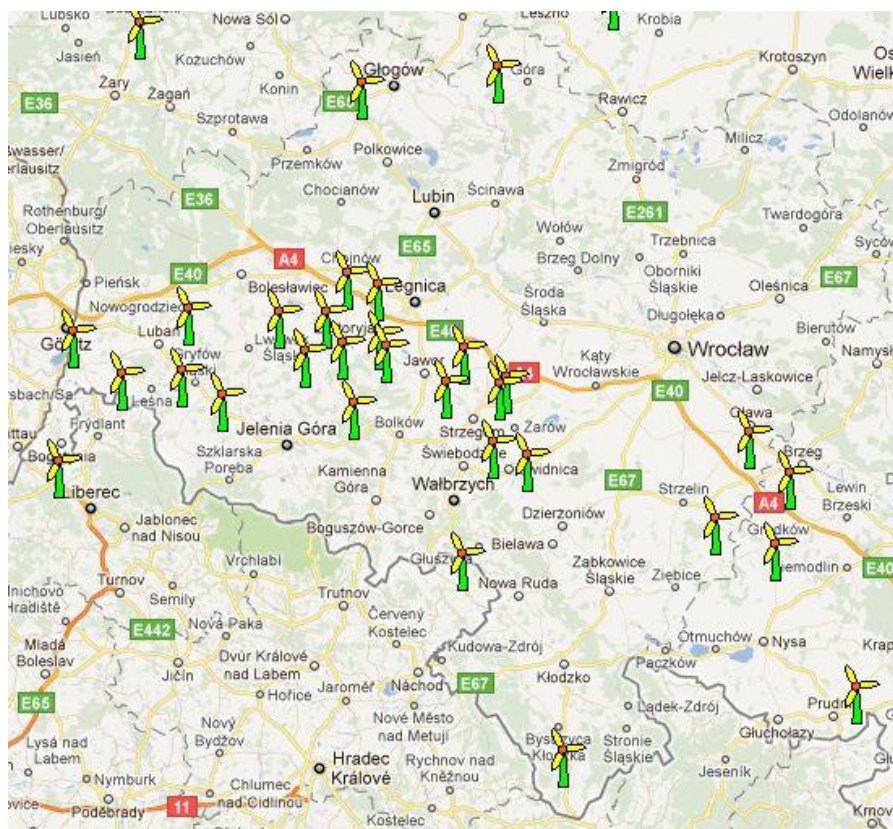 Lubsko
Nowa Sól
Leszno
Krobia
Jasień
Kożuchów
Krotoszyn
Głogów
Góra
E36
Żary
Żagań
Konin
E65
Rawicz
Odolanów
Szprotawa
Milicz
Polkowice
Przemków
Żmigród
Chocianów
Lubin
Ścinawa
E36
E261
Twardogóra
Rothenburg/
Oberlausitz
Wołów
Trzebnica
E65
A4
Brzeg Dolny
Oborniki
Śląskie
E67
E40
Pieńsk
Bolesławiec
Legnica
Oleśnica
Środa
Śląska
Długołęka
Lubań
Bierutów
Wrocław
Jawor
Kąty
Wrocławskie
Jelcz-Laskowice
E40
Leśna
Frýdlant
Bolków
Strzegom
Żarów
Jelenia Góra
Szklarska
Poręba
Brzeg
Kamienna
Góra
E67
Liberec
Wałbrzych
Strzelin
A4
Lewin
Brzeski
Jablonec
nad Nisou
Boguszów-Gorce
Dzierżoniów
Bielawa
Vrchlabí
Nowa Ruda
Ząbkowice
Śląskie
Ziębice
E40
Turnov
Semily
Trutnov
Mladá
Boleslav
E442
Nová Paka
Červený
Kostelec
Otmuchów
Nysa
Kudowa-Zdrój
Paczków
Jičín
Dvůr Králové
nad Labem
Náchod
E67
Kłodzko
E65
Hořice
Jaroměř
Lądek-Zdrój
Nový
Bydžov
Nové Město
nad Metují
Głuchołazy
Stronie
Śląskie
Lysá nad
Labem
Hradec
Králové
Rychnov nad
Kněžnou
Jeseník
Nymburk
Chlumec
nad Cidlinou
11
Poděbrady
Kostelec